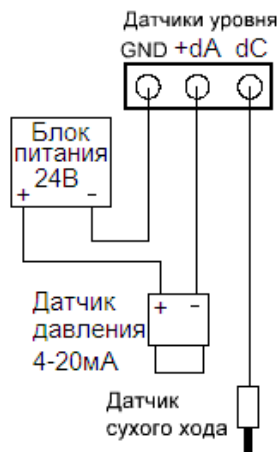 Датчики уровня
GND +dA dC
Блок
питания
24В
+ -
Датчик
давления
4-20мА
+ -
Датчик
сухого хода